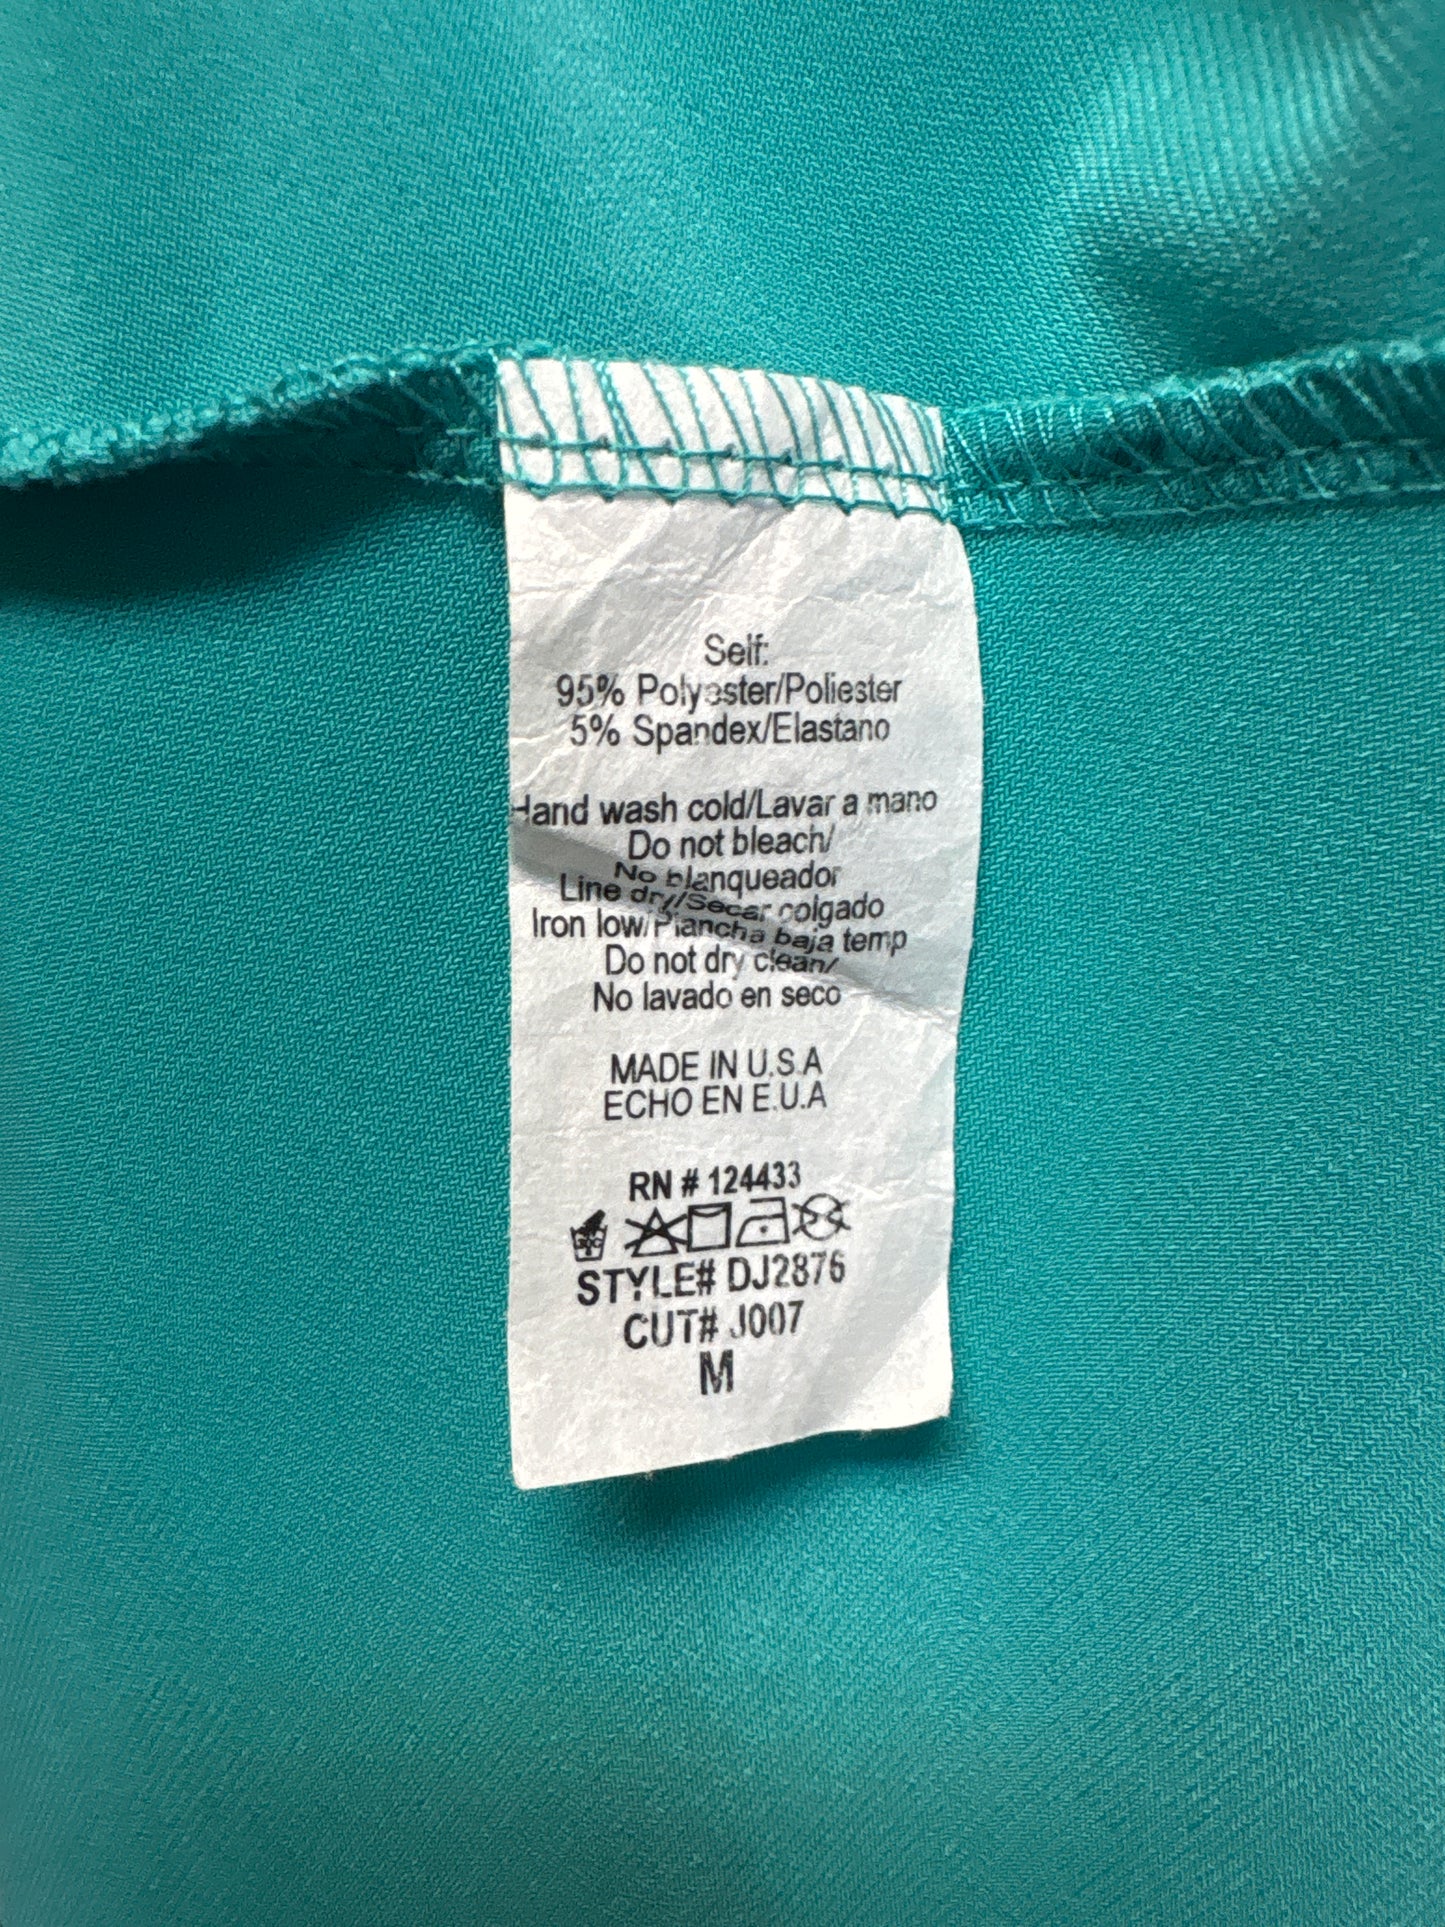 Self:
95% Polyester/Poliester
5% Spandex/Elastano
Hand wash cold/Lavar a mano
Do not bleach/
No blanqueador
Line dry/Secar colgado
Iron low/Plancha baja temp
Do not dry clean/
No lavado en seco
MADE IN U.S.A
ECHO EN E.U.A
RN # 124433
30C
STYLE# DJ2876
CUT# J007
M